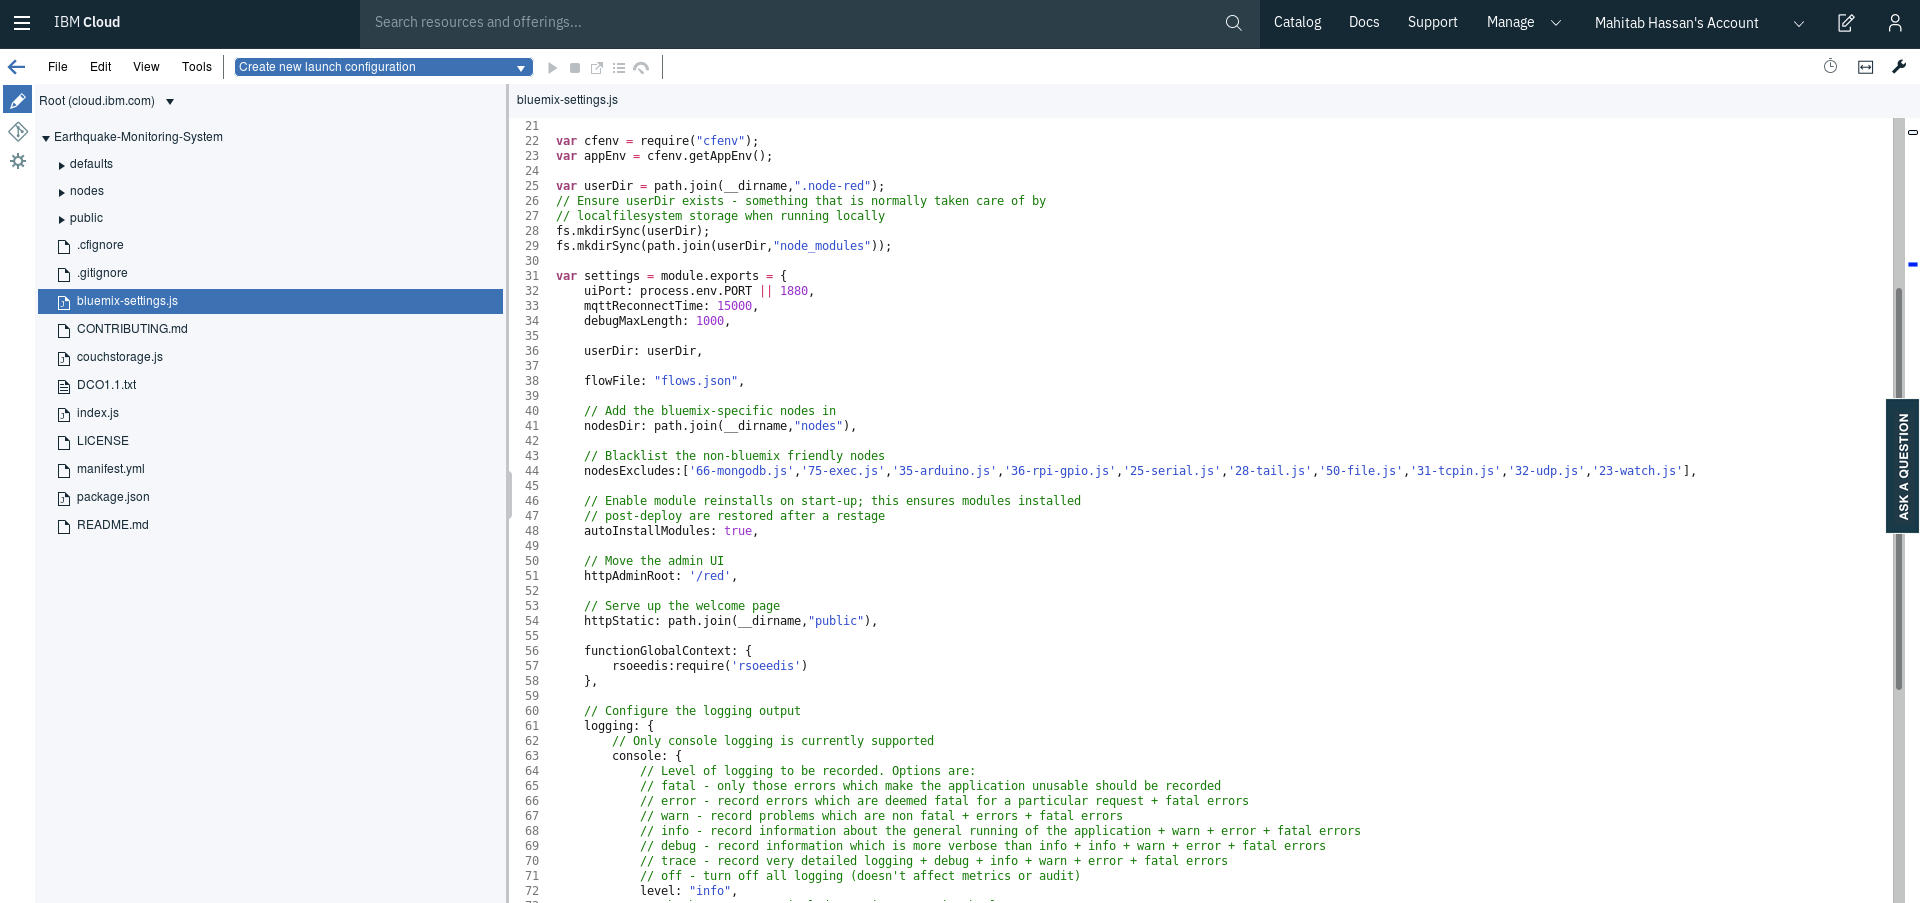 IBM Cloud
Search resources and offerings...
Catalog
Docs
Support
Manage
Mahitab Hassan's Account
File
Edit
View
Tools
Create new launch configuration
Root (cloud.ibm.com)
Earthquake-Monitoring-System
defaults
nodes
public
.cfignore
.gitignore
bluemix-settings.js
CONTRIBUTING.md
couchstorage.js
DCO1.1.txt
index.js
LICENSE
manifest.yml
package.json
README.md
bluemix-settings.js
21
22 var cfenv = require("cfenv");
23 var appEnv = cfenv.getAppEnv();
24
25 var userDir = path.join(__dirname,".node-red");
26 // Ensure userDir exists - something that is normally taken care of by
27 // localfilesystem storage when running locally
28 fs.mkdirSync(userDir);
29 fs.mkdirSync(path.join(userDir,"node_modules"));
30
31 var settings = module.exports = {
32     uiPort: process.env.PORT || 1880,
33     mqttReconnectTime: 15000,
34     debugMaxLength: 1000,
35
36     userDir: userDir,
37
38     flowFile: "flows.json",
39
40     // Add the bluemix-specific nodes in
41     nodesDir: path.join(__dirname,"nodes"),
42
43     // Blacklist the non-bluemix friendly nodes
44     nodesExcludes:['66-mongodb.js','75-exec.js','35-arduino.js','36-rpi-gpio.js','25-serial.js','28-tail.js','50-file.js','31-tcpin.js','32-udp.js','23-watch.js'],
45
46     // Enable module reinstalls on start-up; this ensures modules installed
47     // post-deploy are restored after a restage
48     autoInstallModules: true,
49
50     // Move the admin UI
51     httpAdminRoot: '/red',
52
53     // Serve up the welcome page
54     httpStatic: path.join(__dirname,"public"),
55
56     functionGlobalContext: {
57         rsoeedis:require('rsoeedis')
58     },
59
60     // Configure the logging output
61     logging: {
62         // Only console logging is currently supported
63         console: {
64             // Level of logging to be recorded. Options are:
65             // fatal - only those errors which make the application unusable should be recorded
66             // error - record errors which are deemed fatal for a particular request + fatal errors
67             // warn - record problems which are non fatal + errors + fatal errors
68             // info - record information about the general running of the application + warn + error + fatal errors
69             // debug - record information which is more verbose than info + info + warn + error + fatal errors
70             // trace - record very detailed logging + debug + info + warn + error + fatal errors
71             // off - turn off all logging (doesn't affect metrics or audit)
72             level: "info",
ASK A QUESTION